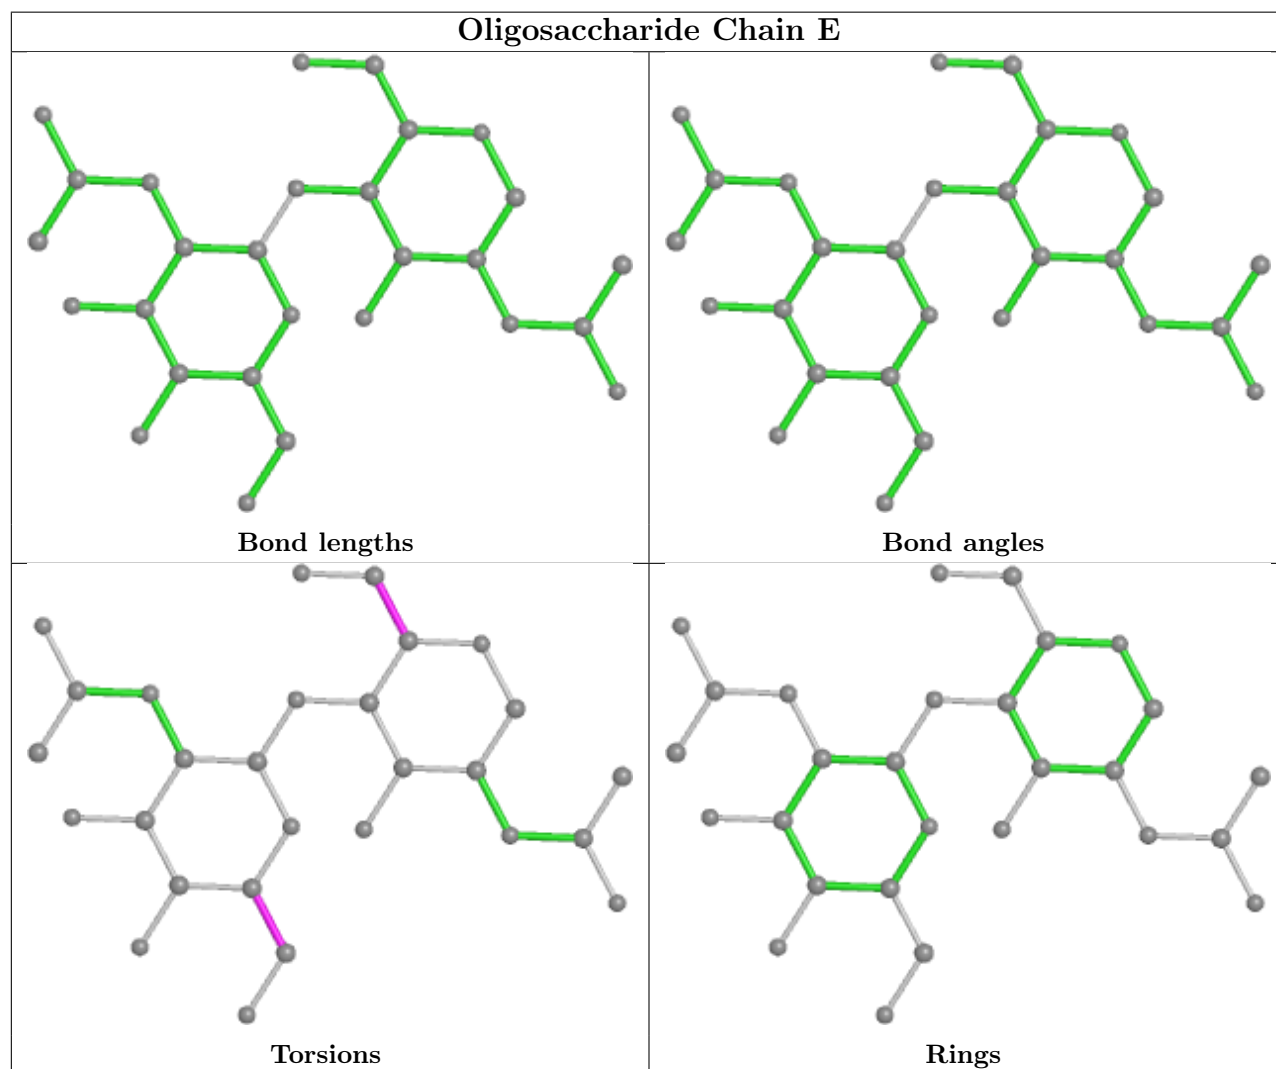 Oligosaccharide Chain E
Bond lengths
Bond angles
Torsions
Rings